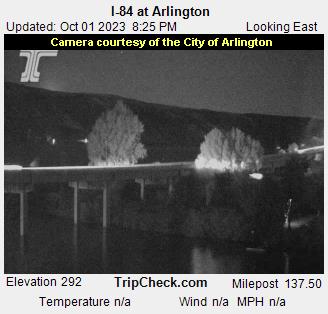 I-84 at Arlington
Updated: Oct 01 2023 8:25 PM Looking East
Camera courtesy of the City of Arlington
Elevation 292 TripCheck.com Milepost 137.50
Temperature n/a Wind n/a MPH n/a